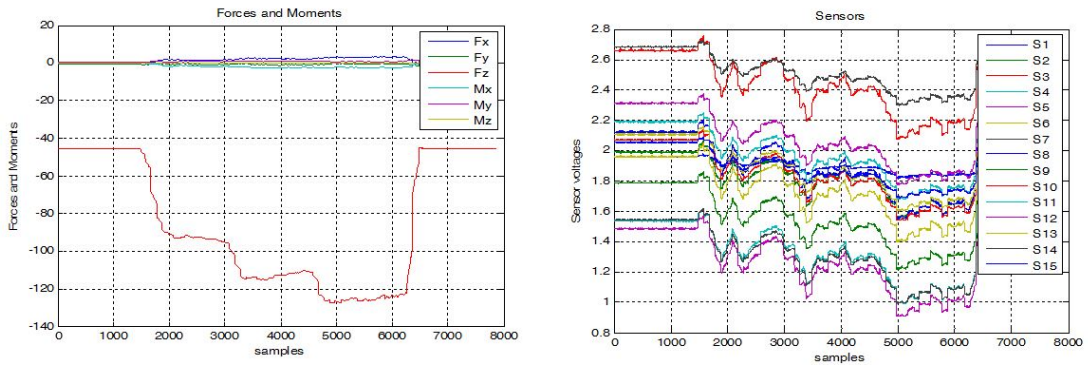 Forces and Moments
Forces and Moments
20
0
-20
-40
-60
-80
-100
-120
-140
0 1000 2000 3000 4000 5000 6000 7000 8000
samples
Fx
Fy
Fz
Mx
My
Mz
Sensors
Sensor voltages
2.8
2.6
2.4
2.2
2
1.8
1.6
1.4
1.2
1
0.8
0 1000 2000 3000 4000 5000 6000 7000 8000
samples
S1
S2
S3
S4
S5
S6
S7
S8
S9
S10
S11
S12
S13
S14
S15